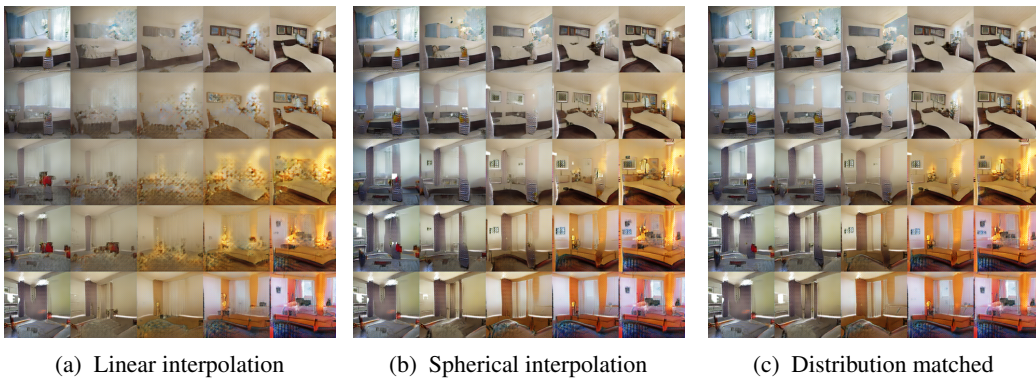 (a) Linear interpolation
(b) Spherical interpolation
(c) Distribution matched